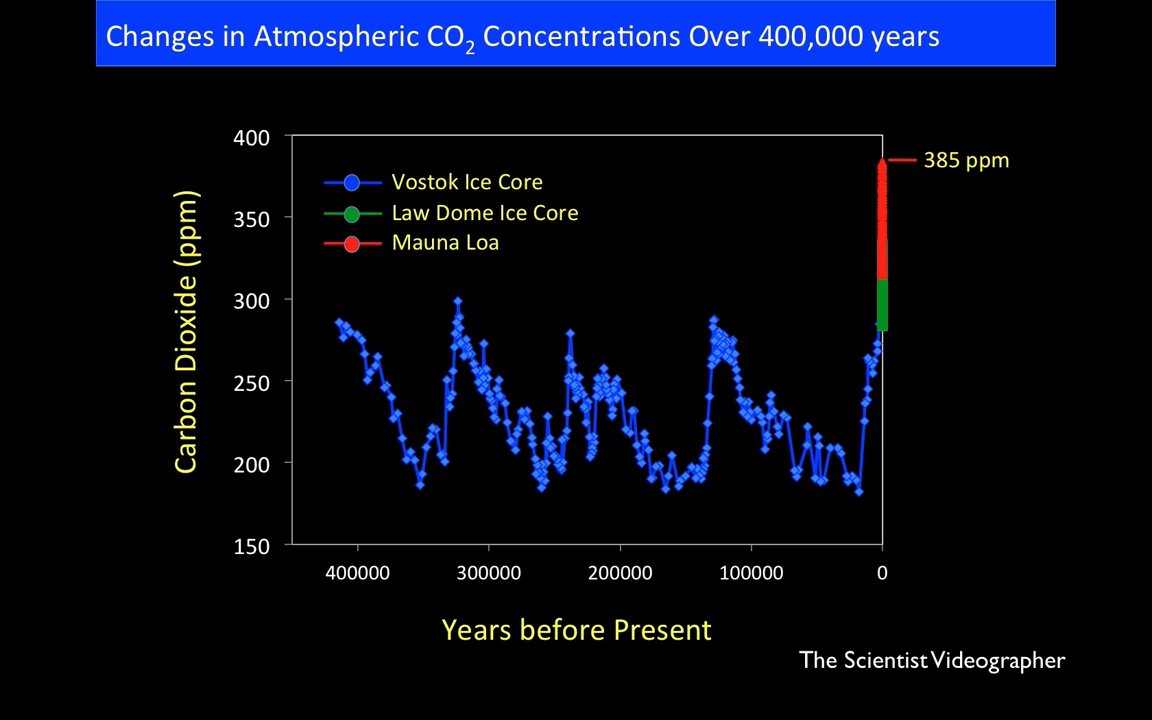 Changes in Atmospheric CO₂ Concentrations Over 400,000 years
400
385 ppm
Vostok Ice Core
Law Dome Ice Core
Mauna Loa
350
300
250
200
150
Carbon Dioxide (ppm)
400000 300000 200000 100000 0
Years before Present
The Scientist Videographer